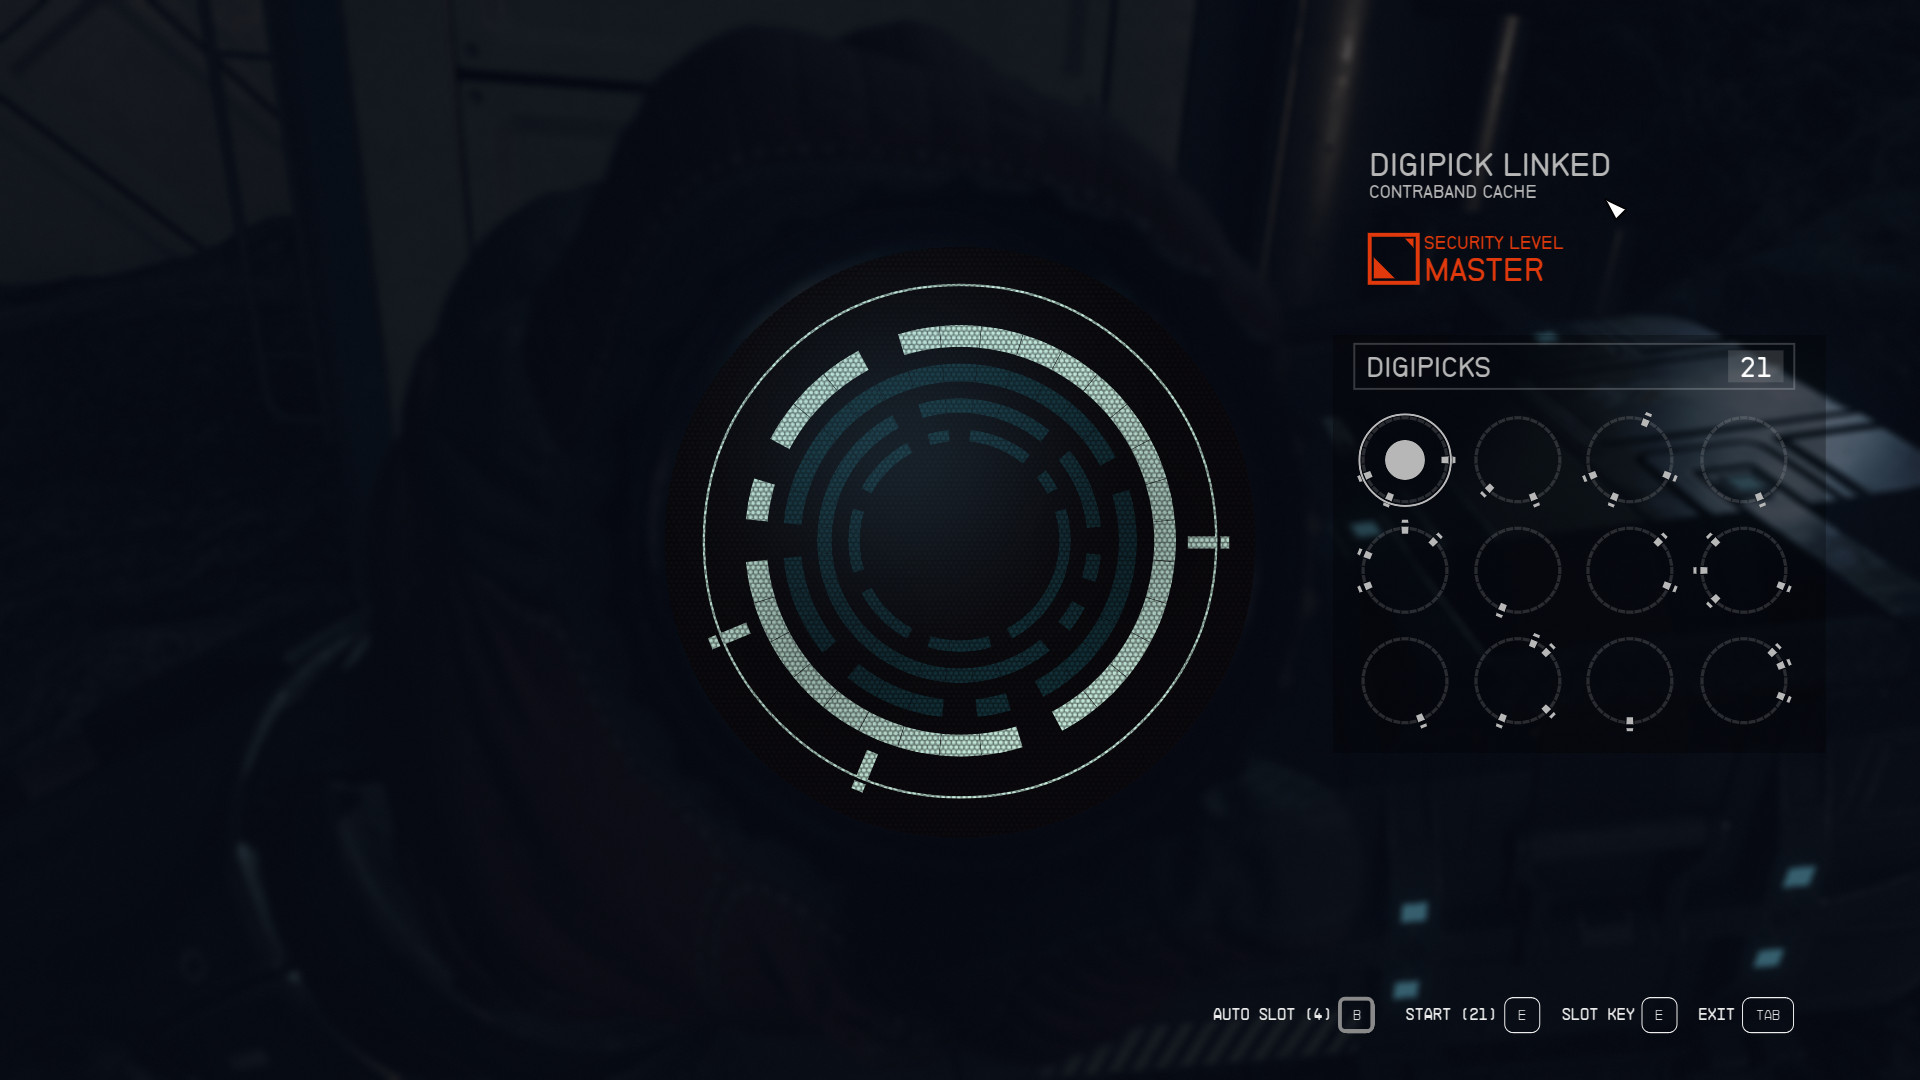 DIGIPICK LINKED
CONTRABAND CACHE
SECURITY LEVEL
MASTER
DIGIPICKS 21
AUTO SLOT (4) B START (21) E SLOT KEY E EXIT TAB